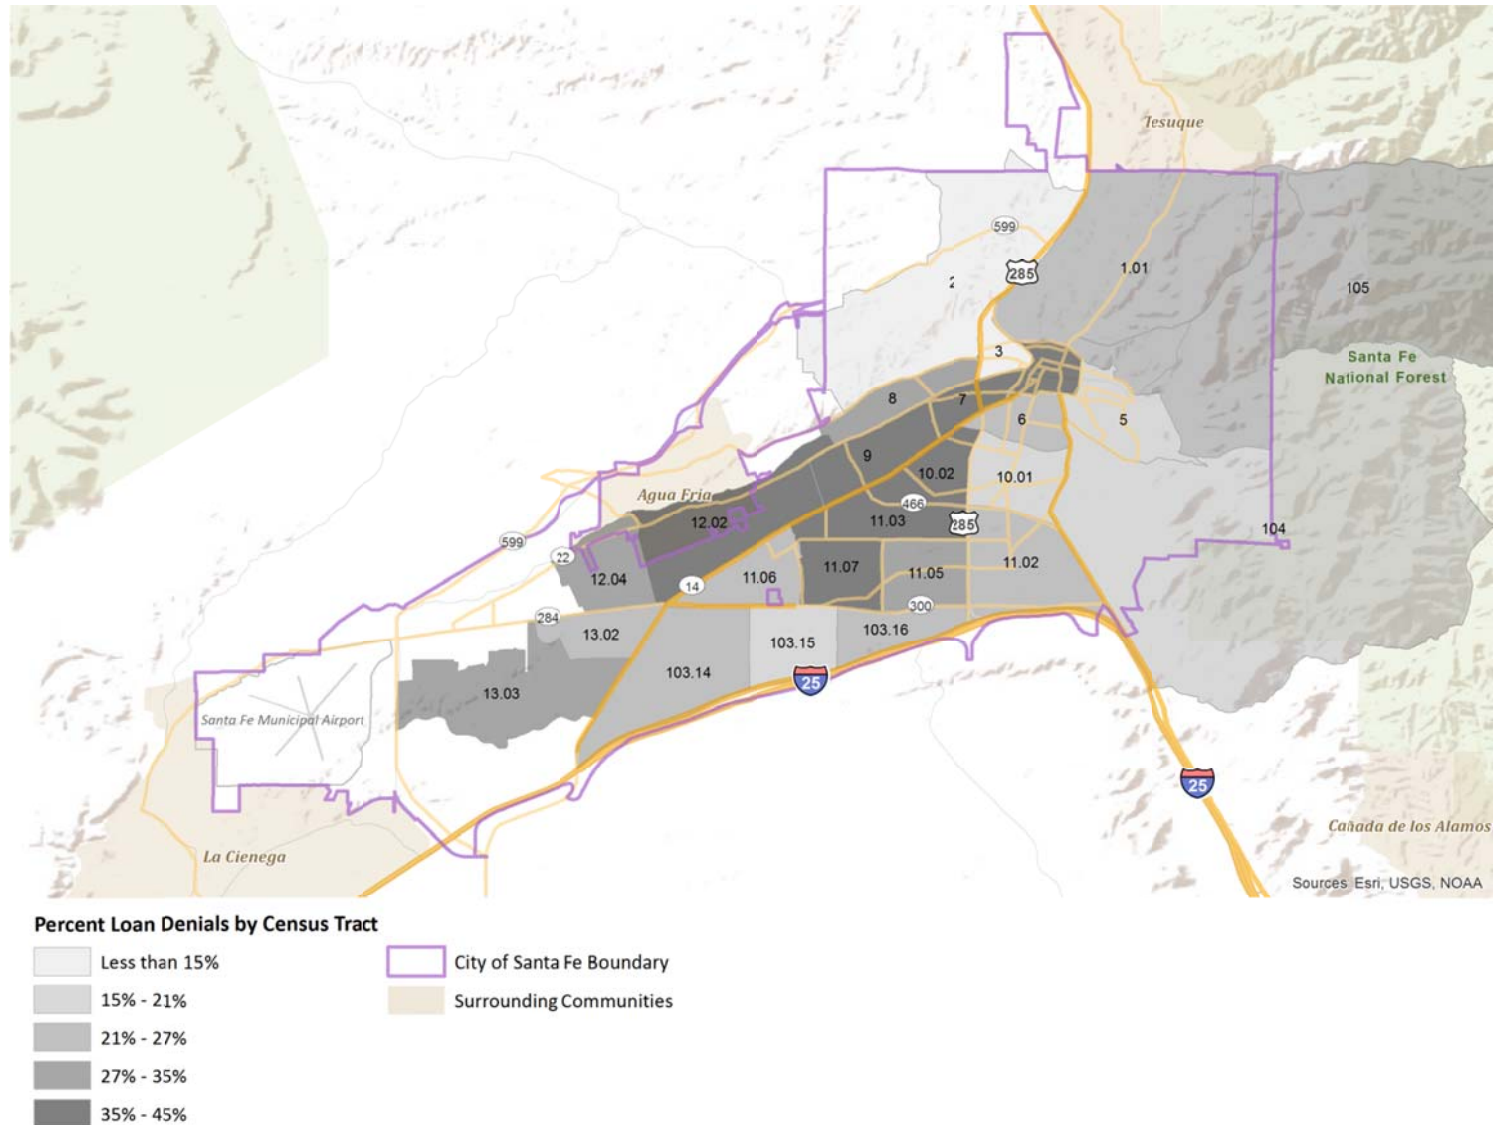 Tesuque
599
285
1.01
2
105
3
Santa Fe
National Forest
8
7
6
5
9
10.02
10.01
Agua Fria
466
12.02
11.03
285
104
599
22
12.04
14
11.06
11.07
11.05
11.02
284
300
13.02
103.15
103.16
103.14
25
13.03
Santa Fe Municipal Airport
25
Cañada de los Alamos
La Cienega
Sources Esri, USGS, NOAA
Percent Loan Denials by Census Tract
Less than 15%
City of Santa Fe Boundary
15% - 21%
Surrounding Communities
21% - 27%
27% - 35%
35% - 45%